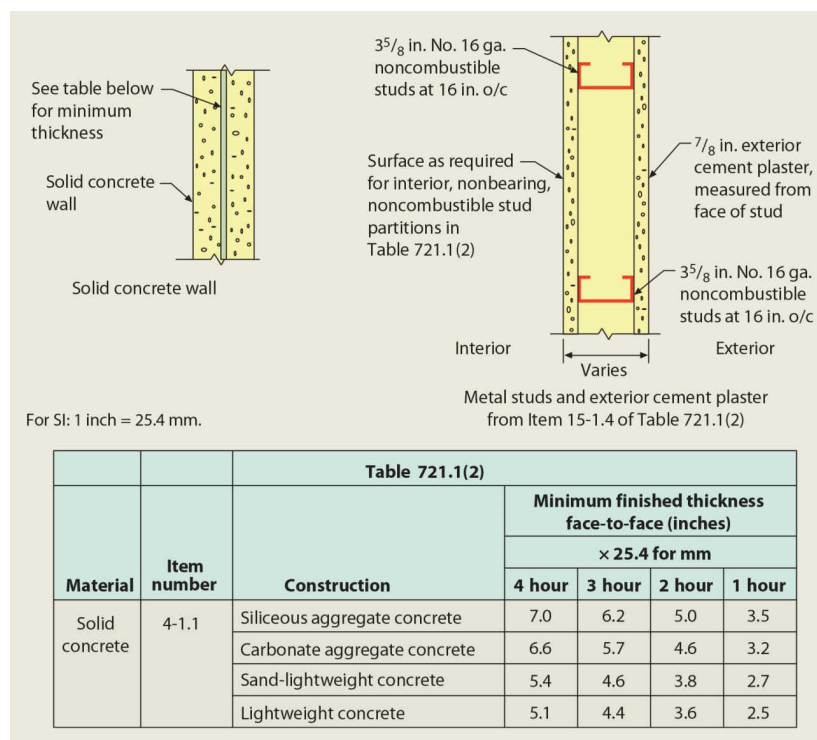 See table below
for minimum
thickness
Solid concrete
wall
Solid concrete wall
3 5/8 in. No. 16 ga.
noncombustible
studs at 16 in. o/c
Surface as required
for interior, nonbearing,
noncombustible stud
partitions in
Table 721.1(2)
7/8 in. exterior
cement plaster,
measured from
face of stud
3 5/8 in. No. 16 ga.
noncombustible
studs at 16 in. o/c
Interior
Exterior
Varies
Metal studs and exterior cement plaster
from Item 15-1.4 of Table 721.1(2)
For SI: 1 inch = 25.4 mm.
Table 721.1(2)
Material
Item
number
Construction
Minimum finished thickness
face-to-face (inches)
× 25.4 for mm
4 hour 3 hour 2 hour 1 hour
Solid
concrete
4-1.1
Siliceous aggregate concrete 7.0 6.2 5.0 3.5
Carbonate aggregate concrete 6.6 5.7 4.6 3.2
Sand-lightweight concrete 5.4 4.6 3.8 2.7
Lightweight concrete 5.1 4.4 3.6 2.5